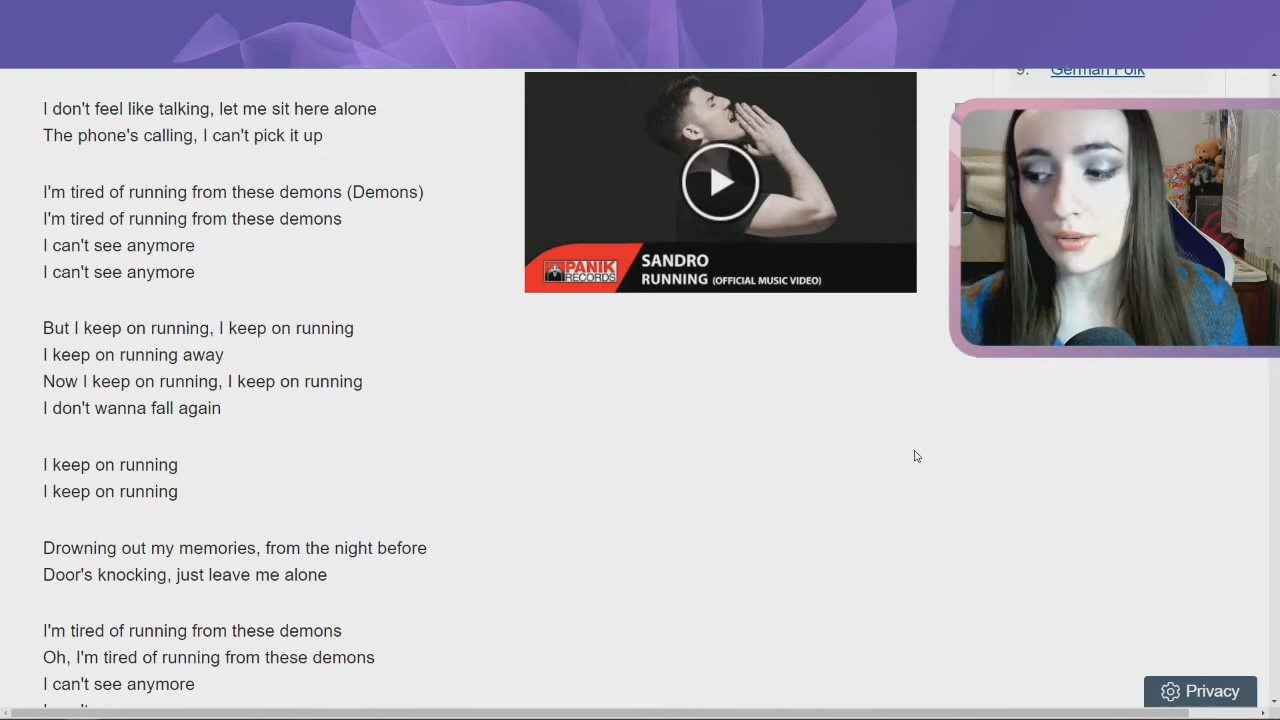 9. German Folk
I don't feel like talking, let me sit here alone
The phone's calling, I can't pick it up
I'm tired of running from these demons (Demons)
I'm tired of running from these demons
I can't see anymore
I can't see anymore
But I keep on running, I keep on running
I keep on running away
Now I keep on running, I keep on running
I don't wanna fall again
I keep on running
I keep on running
Drowning out my memories, from the night before
Door's knocking, just leave me alone
I'm tired of running from these demons
Oh, I'm tired of running from these demons
I can't see anymore
PANIK
RECORDS
SANDRO
RUNNING (OFFICIAL MUSIC VIDEO)
Privacy